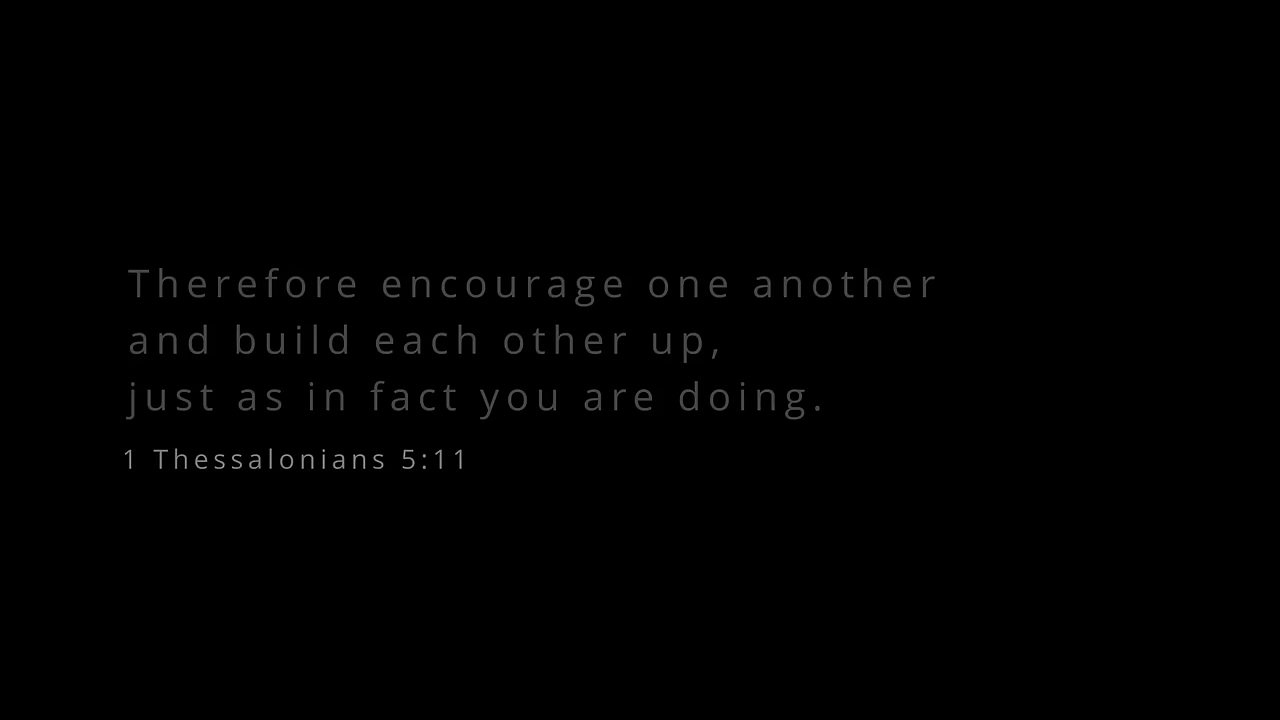 Therefore encourage one another
and build each other up,
just as in fact you are doing.
1 Thessalonians 5:11